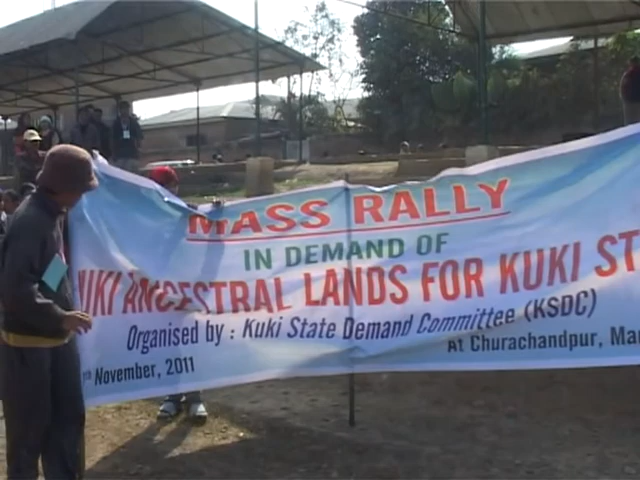 MASS RALLY
IN DEMAND OF
ANCESTRAL LANDS FOR KUKI
Organised by : Kuki State Demand Committee (KSDC)
November, 2011
At Churachandpur,